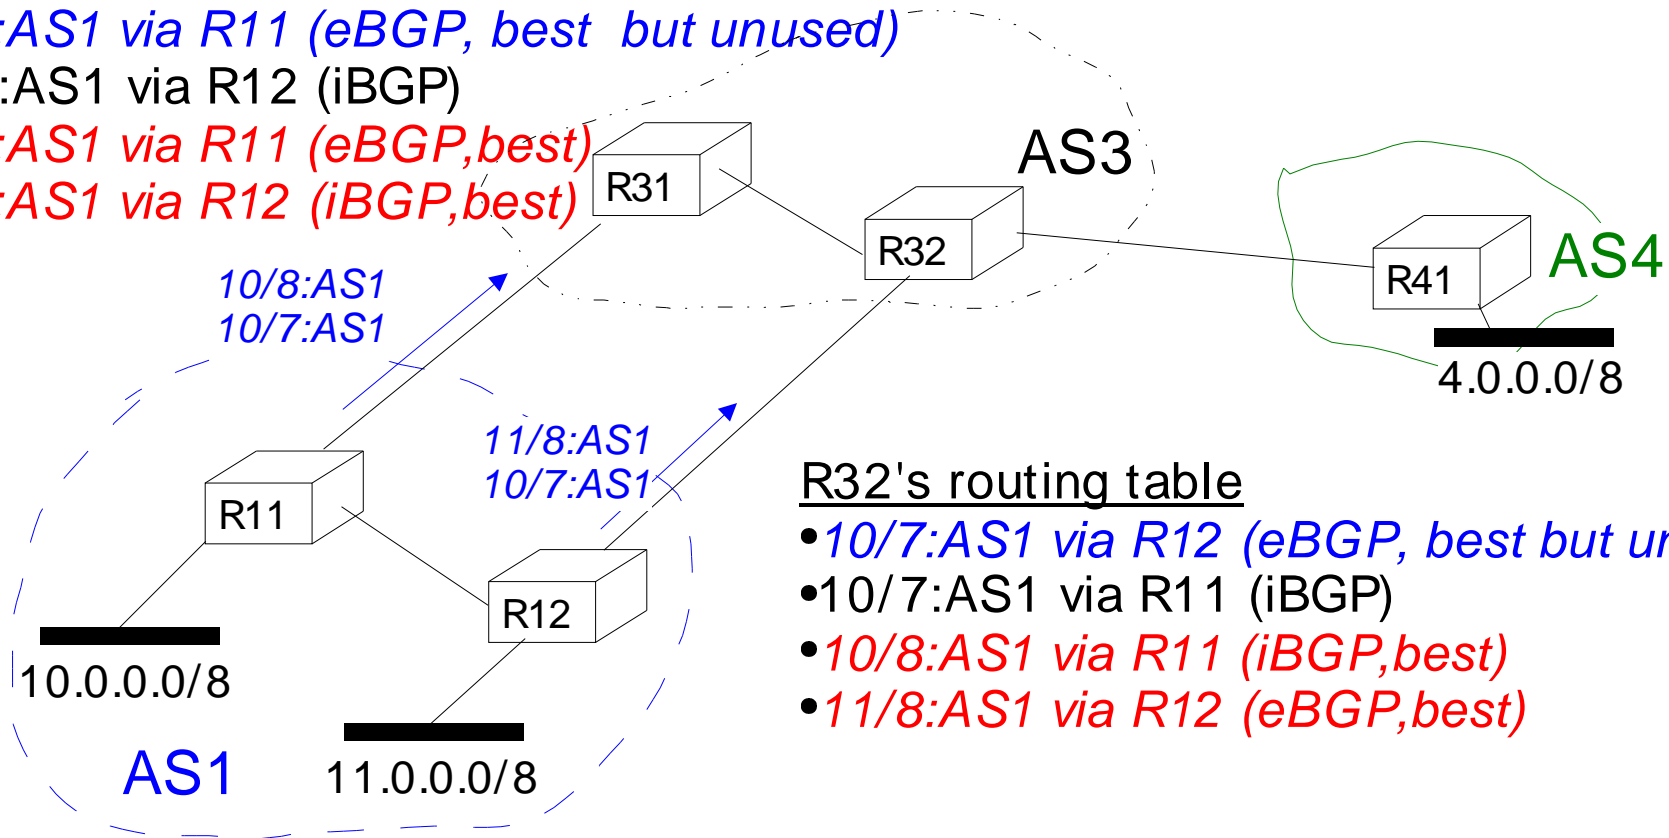 :AS1 via R11 (eBGP, best but unused)
:AS1 via R12 (iBGP)
:AS1 via R11 (eBGP,best)
:AS1 via R12 (iBGP,best)
R31
AS3
R32
R41
AS4
4.0.0.0/8
10/8:AS1
10/7:AS1
11/8:AS1
10/7:AS1
R11
R12
10.0.0.0/8
11.0.0.0/8
AS1
R32's routing table
•10/7:AS1 via R12 (eBGP, best but
•10/7:AS1 via R11 (iBGP)
•10/8:AS1 via R11 (iBGP,best)
•11/8:AS1 via R12 (eBGP,best)